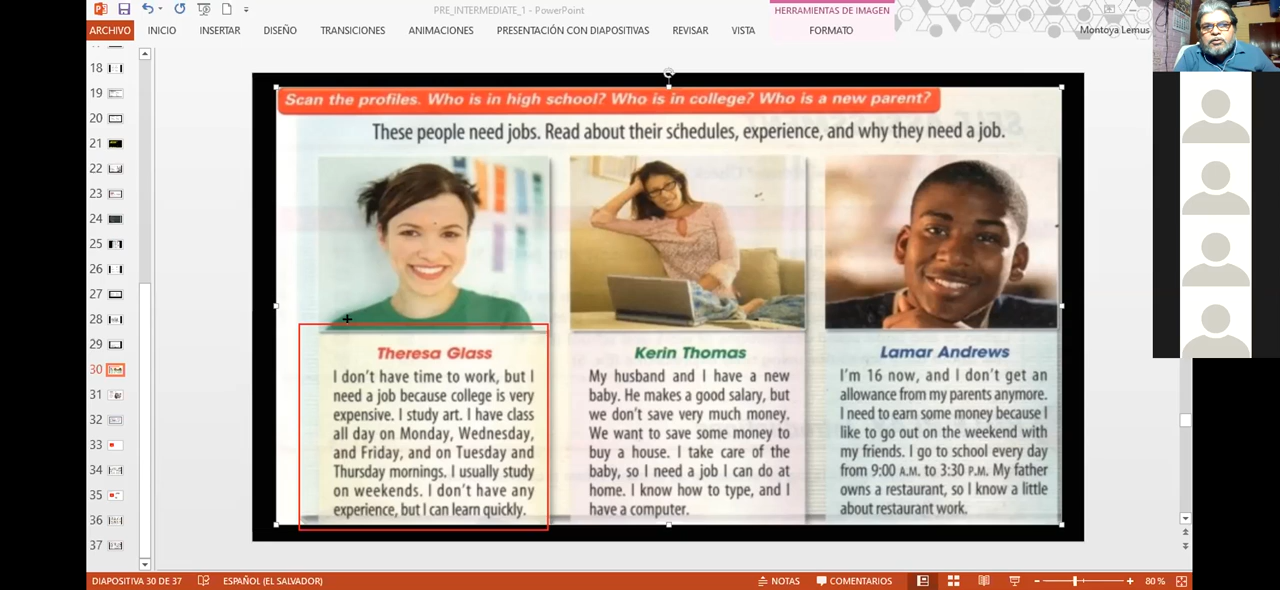 PRE_INTERMEDIATE_1 - PowerPoint
HERRAMIENTAS DE IMAGEN
ARCHIVO INICIO INSERTAR DISEÑO TRANSICIONES ANIMACIONES PRESENTACIÓN CON DIAPOSITIVAS REVISAR VISTA FORMATO Montoya Lemus
18
19
20
21
22
23
24
25
26
27
28
29
30
31
32
33
34
35
36
37
Scan the profiles. Who is in high school? Who is in college? Who is a new parent?
These people need jobs. Read about their schedules, experience, and why they need a job.
Theresa Glass
I don't have time to work, but I
need a job because college is very
expensive. I study art. I have class
all day on Monday, Wednesday,
and Friday, and on Tuesday and
Thursday mornings. I usually study
on weekends. I don't have any
experience, but I can learn quickly.
Kerin Thomas
My husband and I have a new
baby. He makes a good salary, but
we don't save very much money.
We want to save some money to
buy a house. I take care of the
baby, so I need a job I can do at
home. I know how to type, and I
have a computer.
Lamar Andrews
I'm 16 now, and I don't get an
allowance from my parents anymore.
I need to earn some money because I
like to go out on the weekend with
my friends. I go to school every day
from 9:00 A.M. to 3:30 P.M. My father
owns a restaurant, so I know a little
about restaurant work.
DIAPOSITIVA 30 DE 37 ESPAÑOL (EL SALVADOR) NOTAS COMENTARIOS 80 %